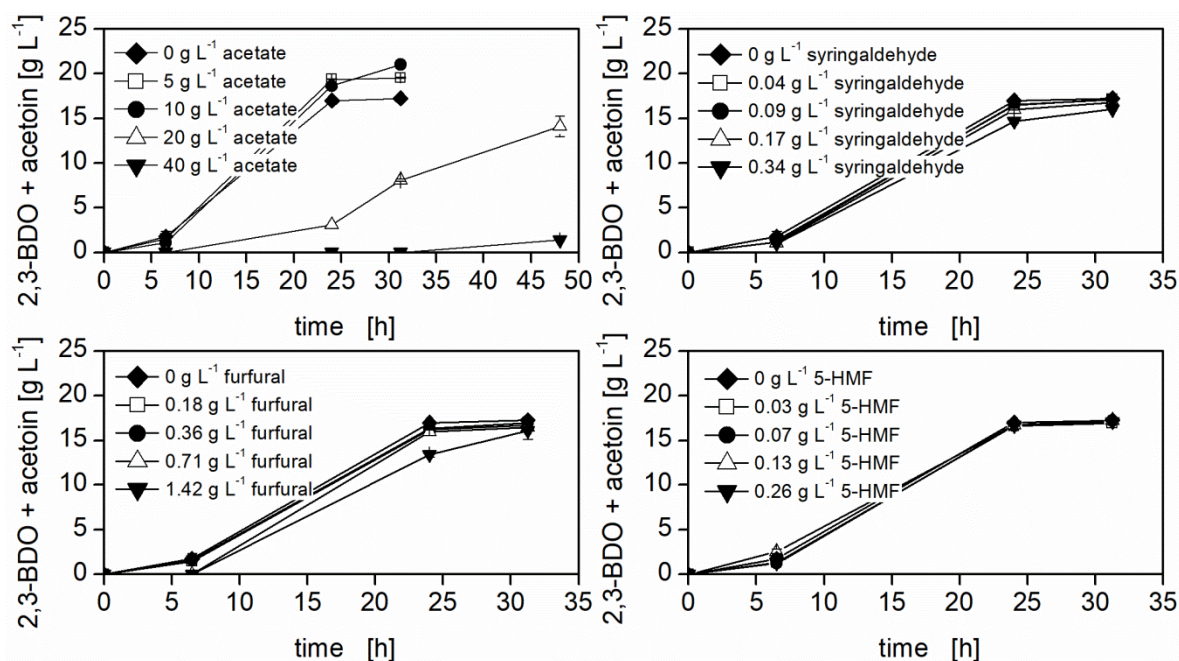 2,3-BDO + acetoin [g L⁻¹]
25
20
15
10
5
0
0 g L⁻¹ acetate
5 g L⁻¹ acetate
10 g L⁻¹ acetate
20 g L⁻¹ acetate
40 g L⁻¹ acetate
0 5 10 15 20 25 30 35 40 45 50
time [h]
2,3-BDO + acetoin [g L⁻¹]
25
20
15
10
5
0
0 g L⁻¹ syringaldehyde
0.04 g L⁻¹ syringaldehyde
0.09 g L⁻¹ syringaldehyde
0.17 g L⁻¹ syringaldehyde
0.34 g L⁻¹ syringaldehyde
0 5 10 15 20 25 30 35
time [h]
2,3-BDO + acetoin [g L⁻¹]
25
20
15
10
5
0
0 g L⁻¹ furfural
0.18 g L⁻¹ furfural
0.36 g L⁻¹ furfural
0.71 g L⁻¹ furfural
1.42 g L⁻¹ furfural
0 5 10 15 20 25 30 35
time [h]
2,3-BDO + acetoin [g L⁻¹]
25
20
15
10
5
0
0 g L⁻¹ 5-HMF
0.03 g L⁻¹ 5-HMF
0.07 g L⁻¹ 5-HMF
0.13 g L⁻¹ 5-HMF
0.26 g L⁻¹ 5-HMF
0 5 10 15 20 25 30 35
time [h]